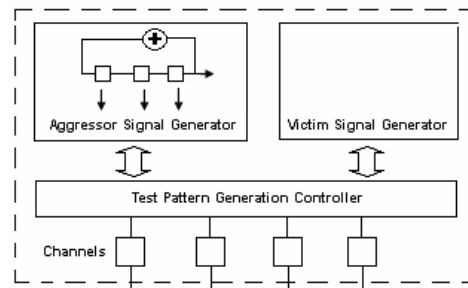 Aggressor Signal Generator
Victim Signal Generator
Test Pattern Generation Controller
Channels